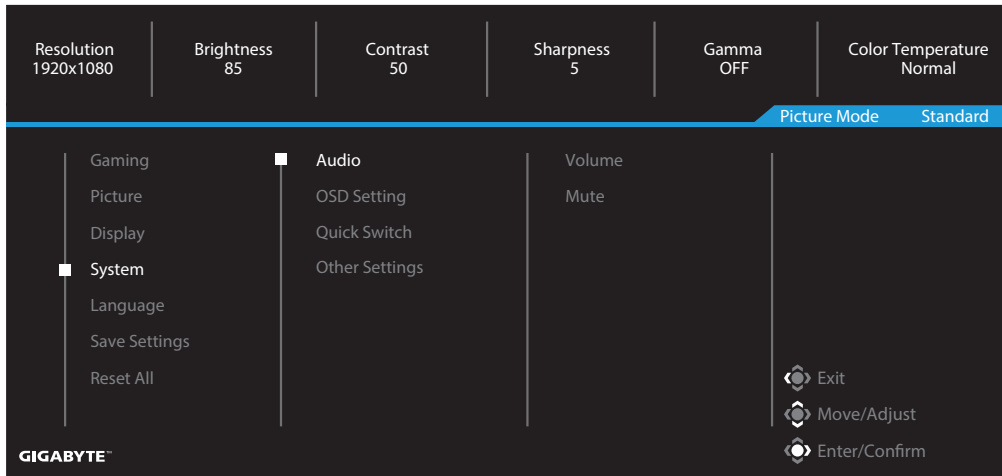 Resolution
1920x1080
Brightness
85
Contrast
50
Sharpness
5
Gamma
OFF
Color Temperature
Normal
Picture Mode Standard
Gaming
Picture
Display
System
Language
Save Settings
Reset All
Audio
OSD Setting
Quick Switch
Other Settings
Volume
Mute
Exit
Move/Adjust
Enter/Confirm
GIGABYTE™